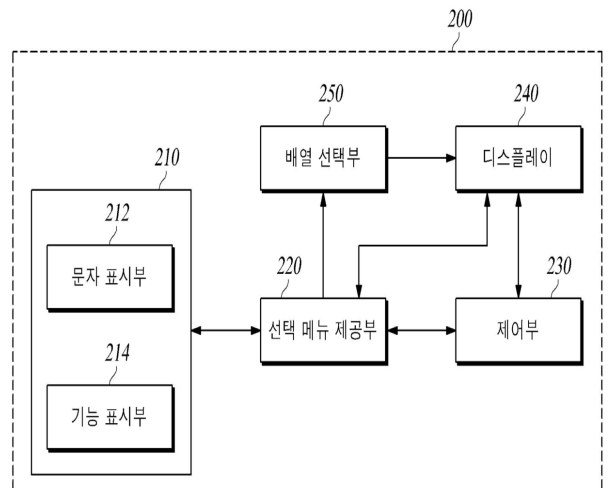 200
250
240
배열 선택부
디스플레이
210
212
문자 표시부
220
230
선택 메뉴 제공부
제어부
214
기능 표시부